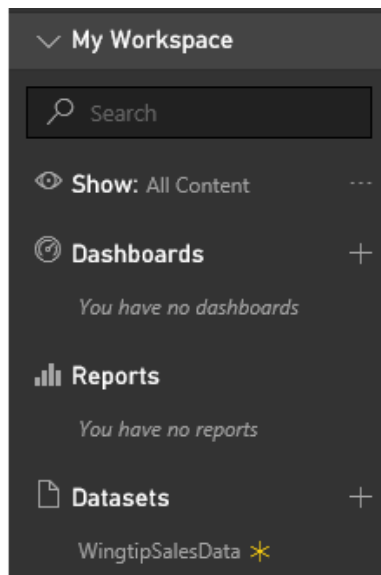 My Workspace
Search
Show: All Content
Dashboards
You have no dashboards
Reports
You have no reports
Datasets
WingtipSalesData